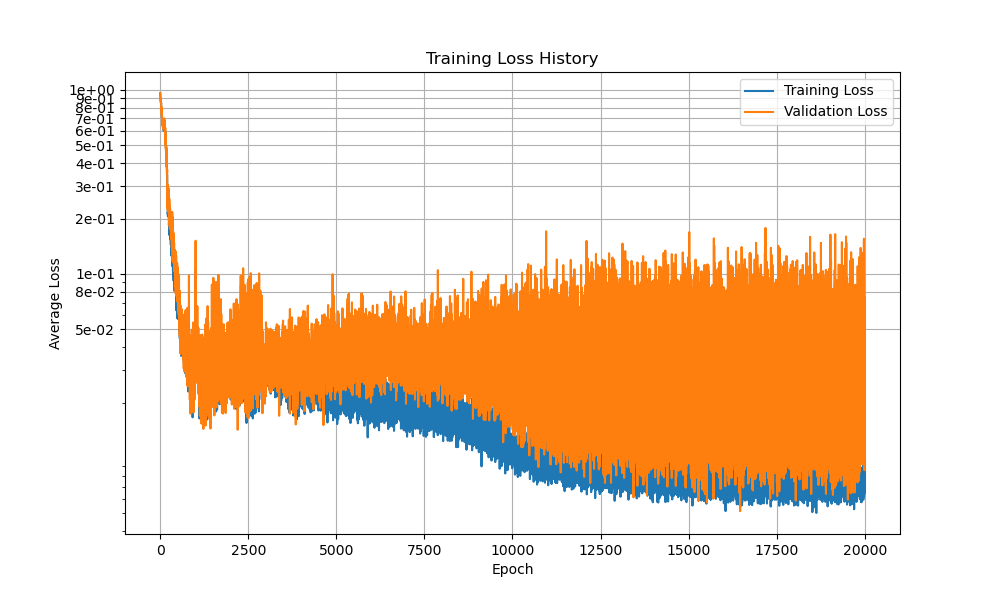 Training Loss History
Training Loss
Validation Loss
1e+00
9e-01
8e-01
7e-01
6e-01
5e-01
4e-01
3e-01
2e-01
1e-01
8e-02
5e-02
Average Loss
0
2500
5000
7500
10000
12500
15000
17500
20000
Epoch